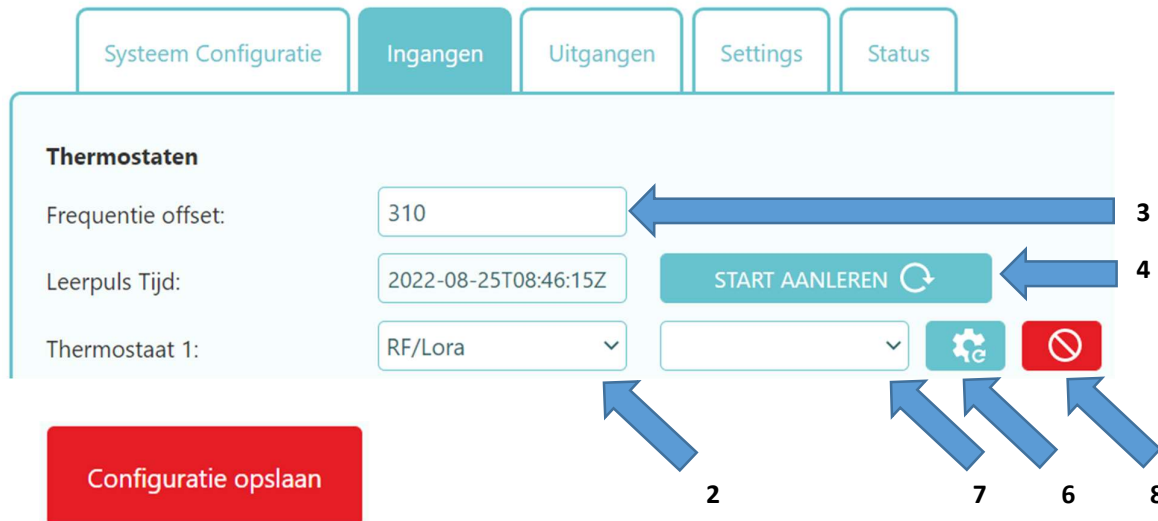 Systeem Configuratie Ingangen Uitgangen Settings Status
Thermostaten
Frequentie offset: 310 3
Leerpuls Tijd: 2022-08-25T08:46:15Z START AANLEREN 4
Thermostaat 1: RF/Lora
Configuratie opslaan
2 7 6 8